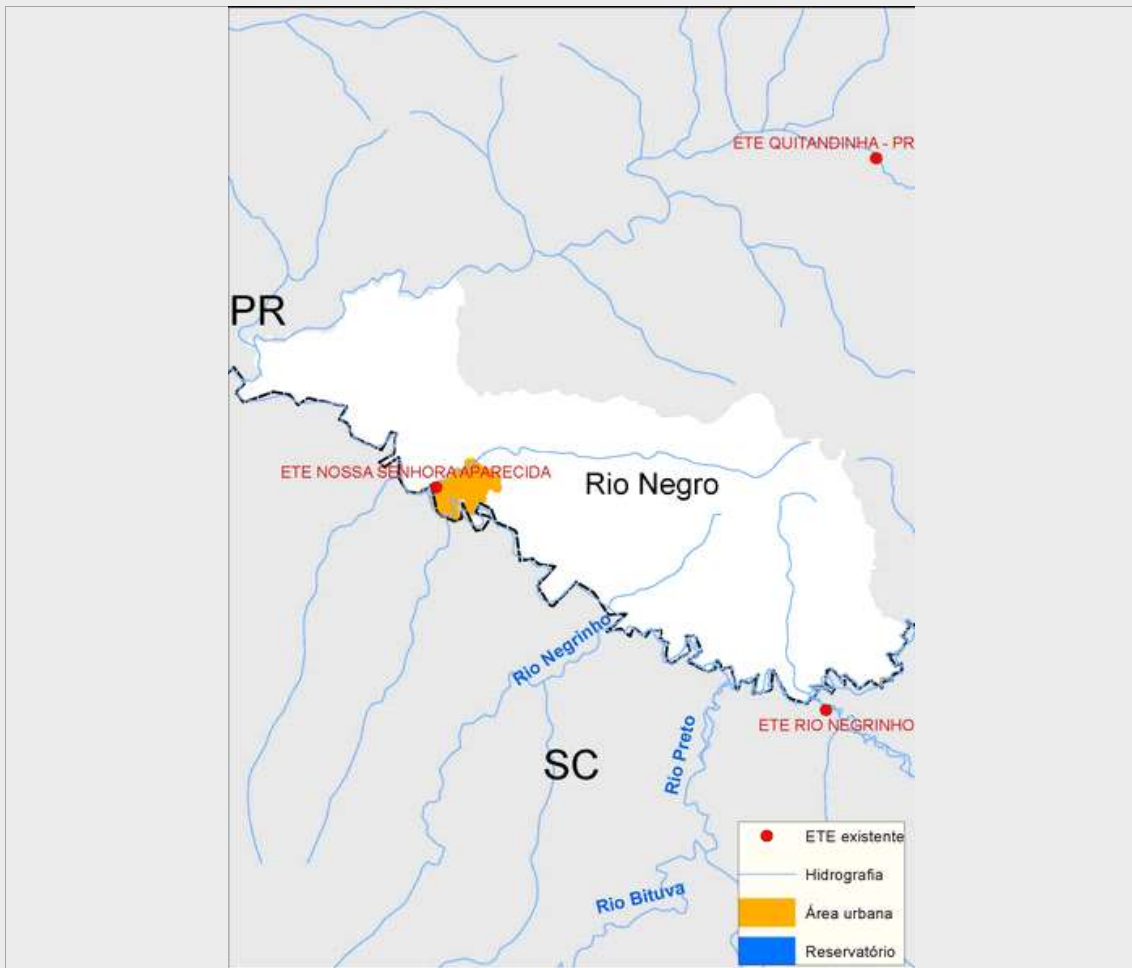 ETE QUITANDINHA - PR
PR
ETE NOSSA SENHORA APARECIDA
Rio Negro
Rio Negrinho
ETE RIO NEGRINHO
Rio Preto
SC
Rio Bituva
ETE existente
Hidrografia
Área urbana
Reservatório